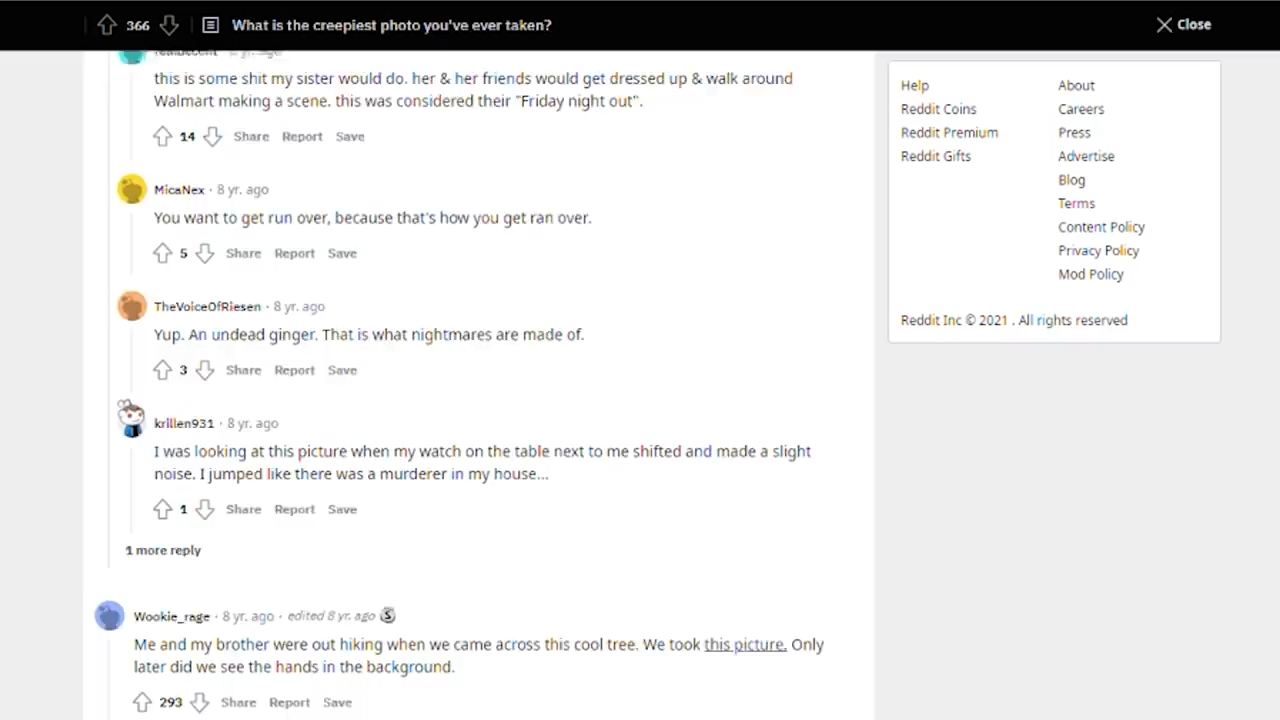 366 What is the creepiest photo you've ever taken? Close
this is some shit my sister would do. her & her friends would get dressed up & walk around
Walmart making a scene. this was considered their "Friday night out".
14 Share Report Save
MicaNex · 8 yr. ago
You want to get run over, because that's how you get ran over.
5 Share Report Save
TheVoiceOfRiesen · 8 yr. ago
Yup. An undead ginger. That is what nightmares are made of.
3 Share Report Save
krillen931 · 8 yr. ago
I was looking at this picture when my watch on the table next to me shifted and made a slight
noise. I jumped like there was a murderer in my house...
1 Share Report Save
1 more reply
Wookie_rage · 8 yr. ago · edited 8 yr. ago S
Me and my brother were out hiking when we came across this cool tree. We took this picture. Only
later did we see the hands in the background.
293 Share Report Save
Help
Reddit Coins
Reddit Premium
Reddit Gifts
About
Careers
Press
Advertise
Blog
Terms
Content Policy
Privacy Policy
Mod Policy
Reddit Inc © 2021 . All rights reserved